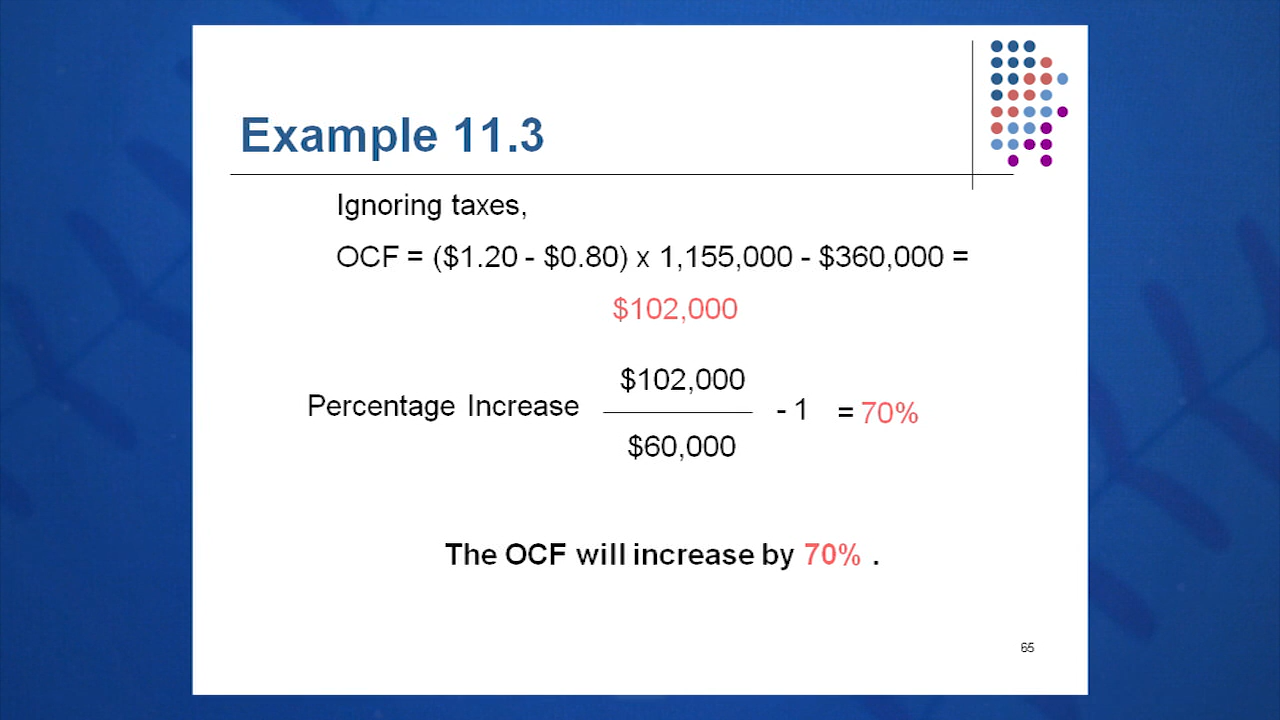 Example 11.3
Ignoring taxes,
OCF = ($1.20 - $0.80) x 1,155,000 - $360,000 =
$102,000
$102,000
Percentage Increase - 1 = 70%
$60,000
The OCF will increase by 70% .
65